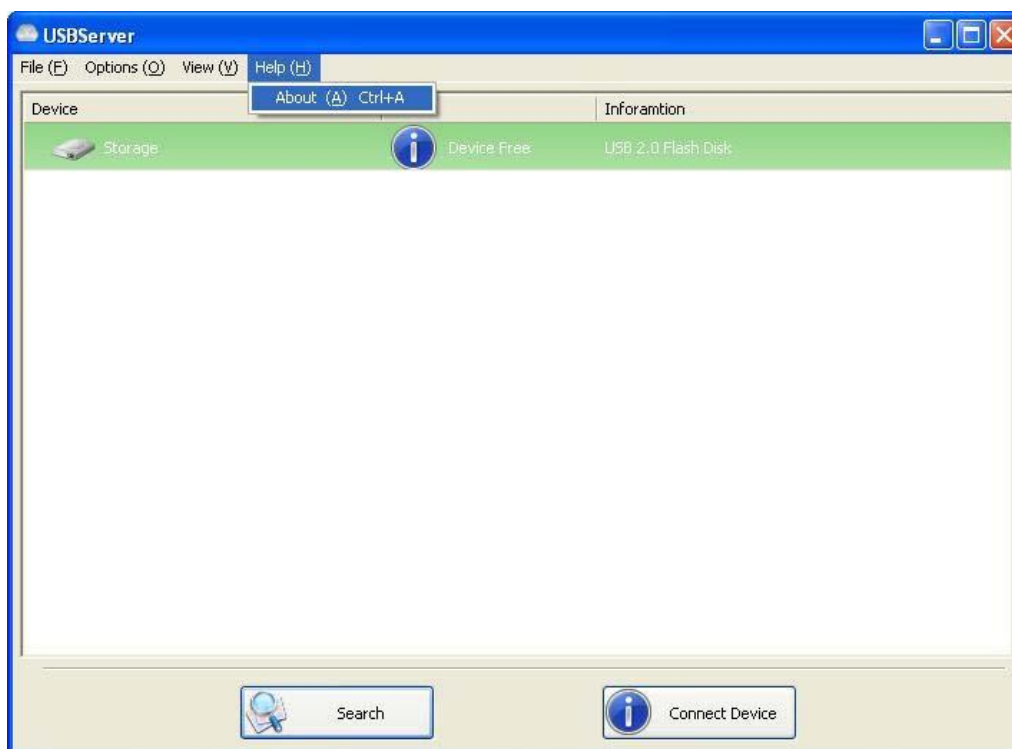 USBServer
File (F) Options (O) View (V) Help (H)
About (A) Ctrl+A
Device Inforamtion
Storage Device Free USB 2.0 Flash Disk
Search Connect Device